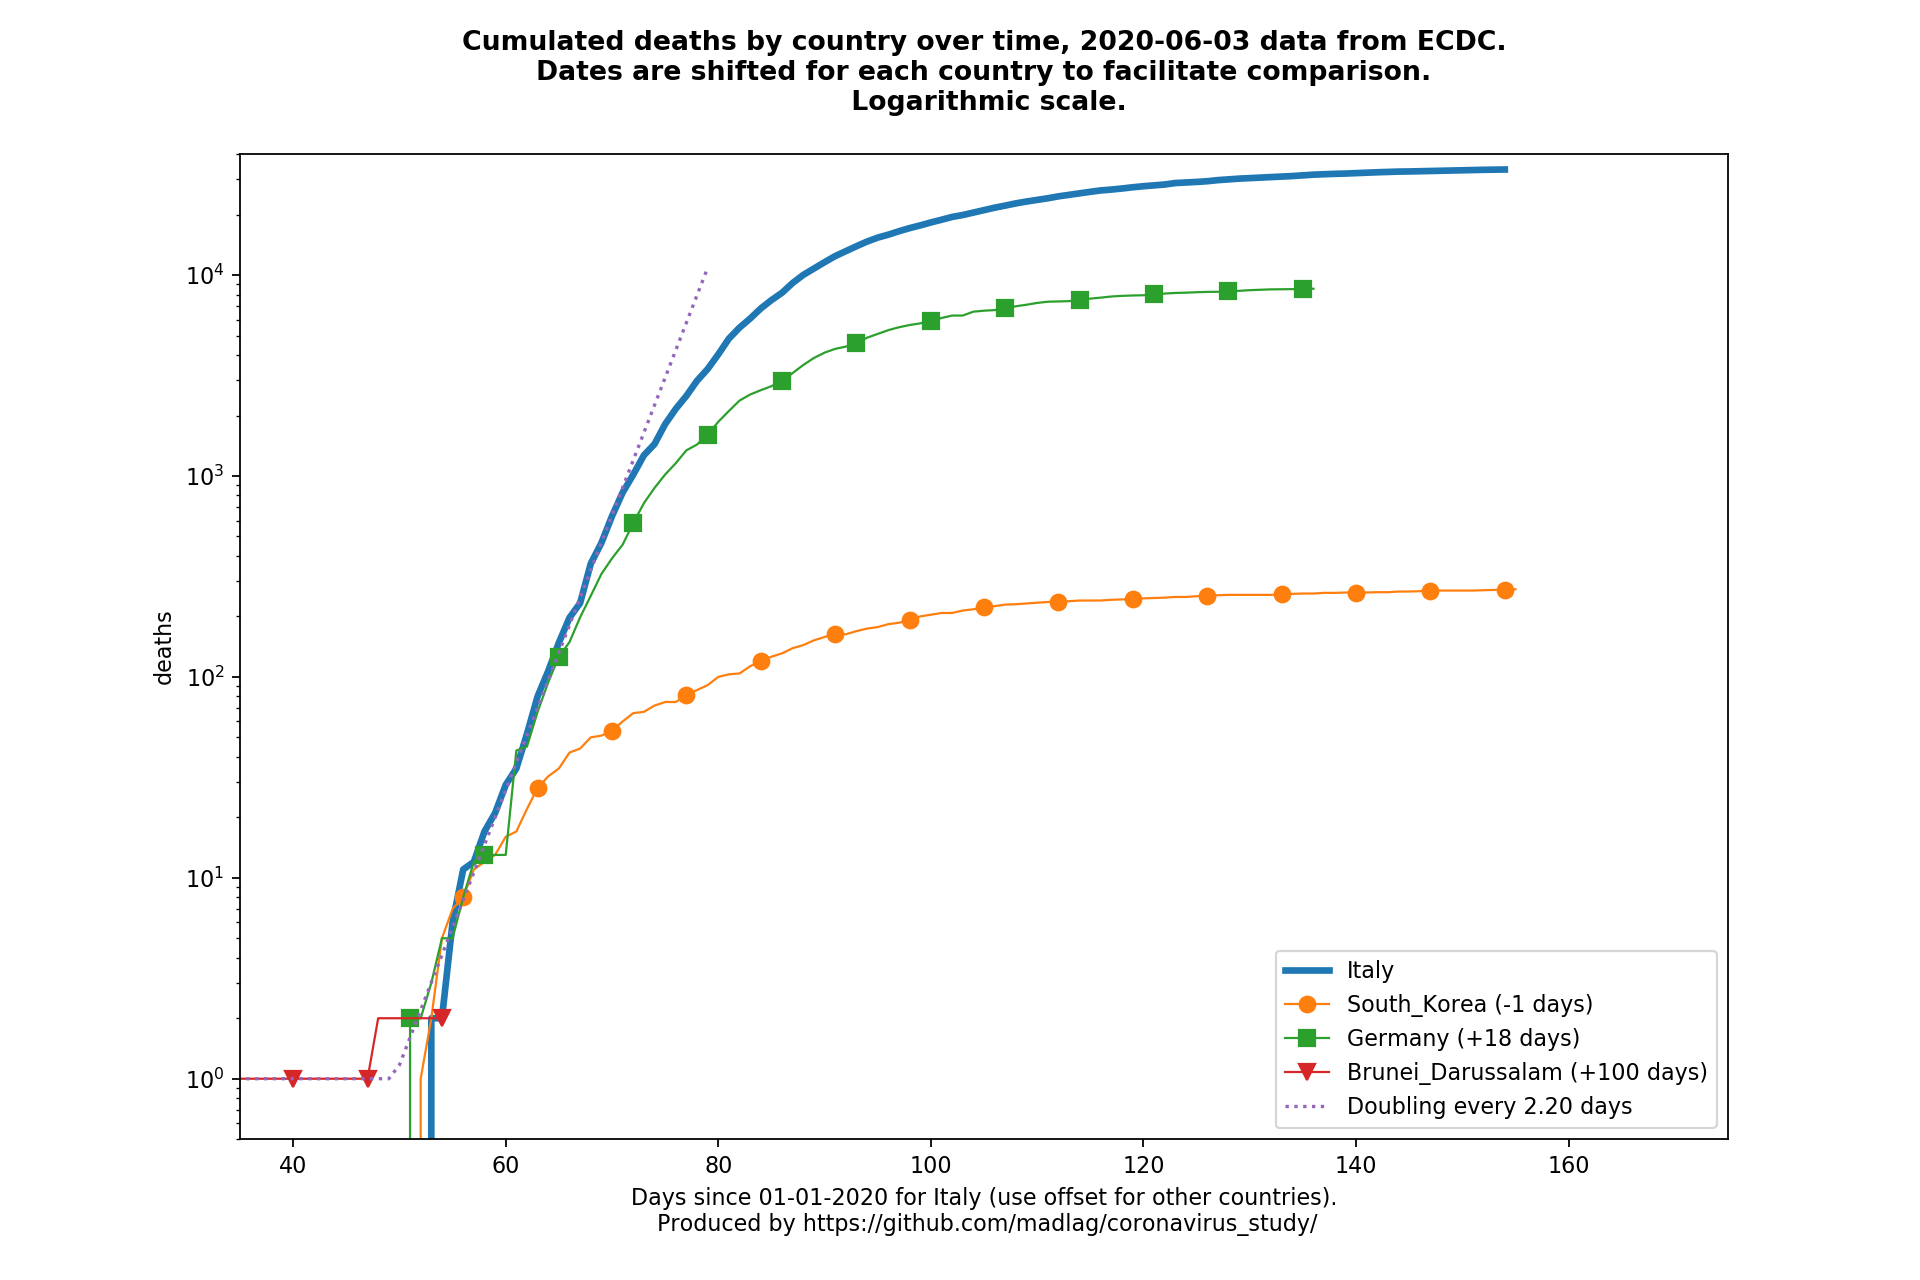 Cumulated deaths by country over time, 2020-06-03 data from ECDC.
Dates are shifted for each country to facilitate comparison.
Logarithmic scale.
deaths
10^4
10^3
10^2
10^1
10^0
40 60 80 100 120 140 160
Italy
South_Korea (-1 days)
Germany (+18 days)
Brunei_Darussalam (+100 days)
Doubling every 2.20 days
Days since 01-01-2020 for Italy (use offset for other countries).
Produced by https://github.com/madlag/coronavirus_study/